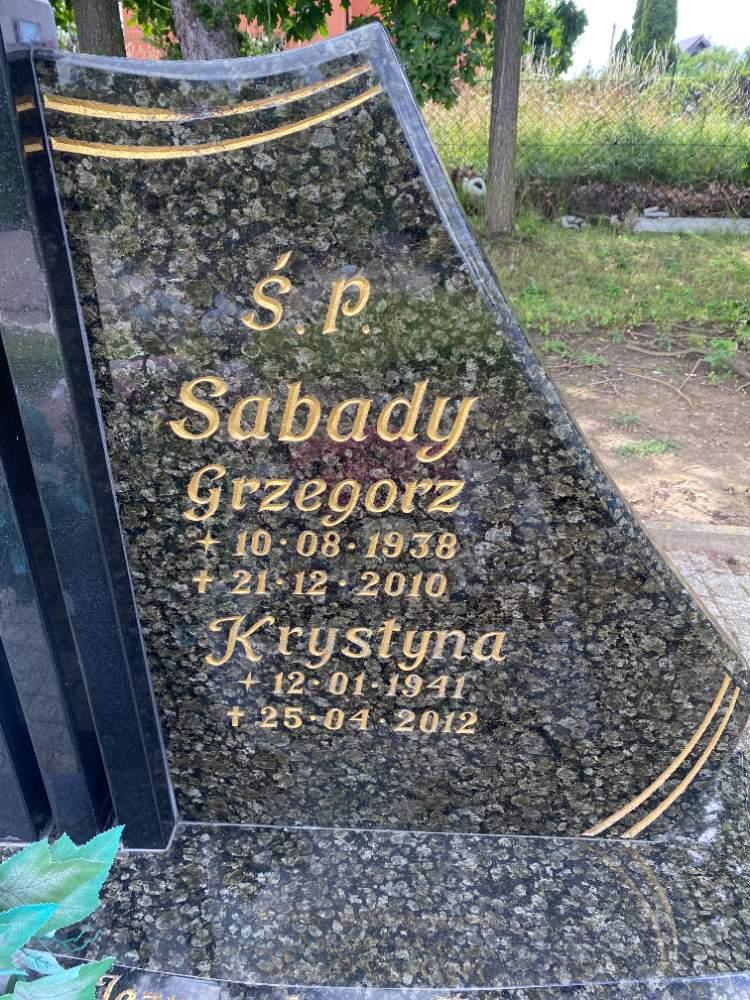 Ś. P.
Sabady
Grzegorz
✦ 10·08·1938
✝ 21·12·2010
Krystyna
✦ 12·01·1941
✝ 25·04·2012